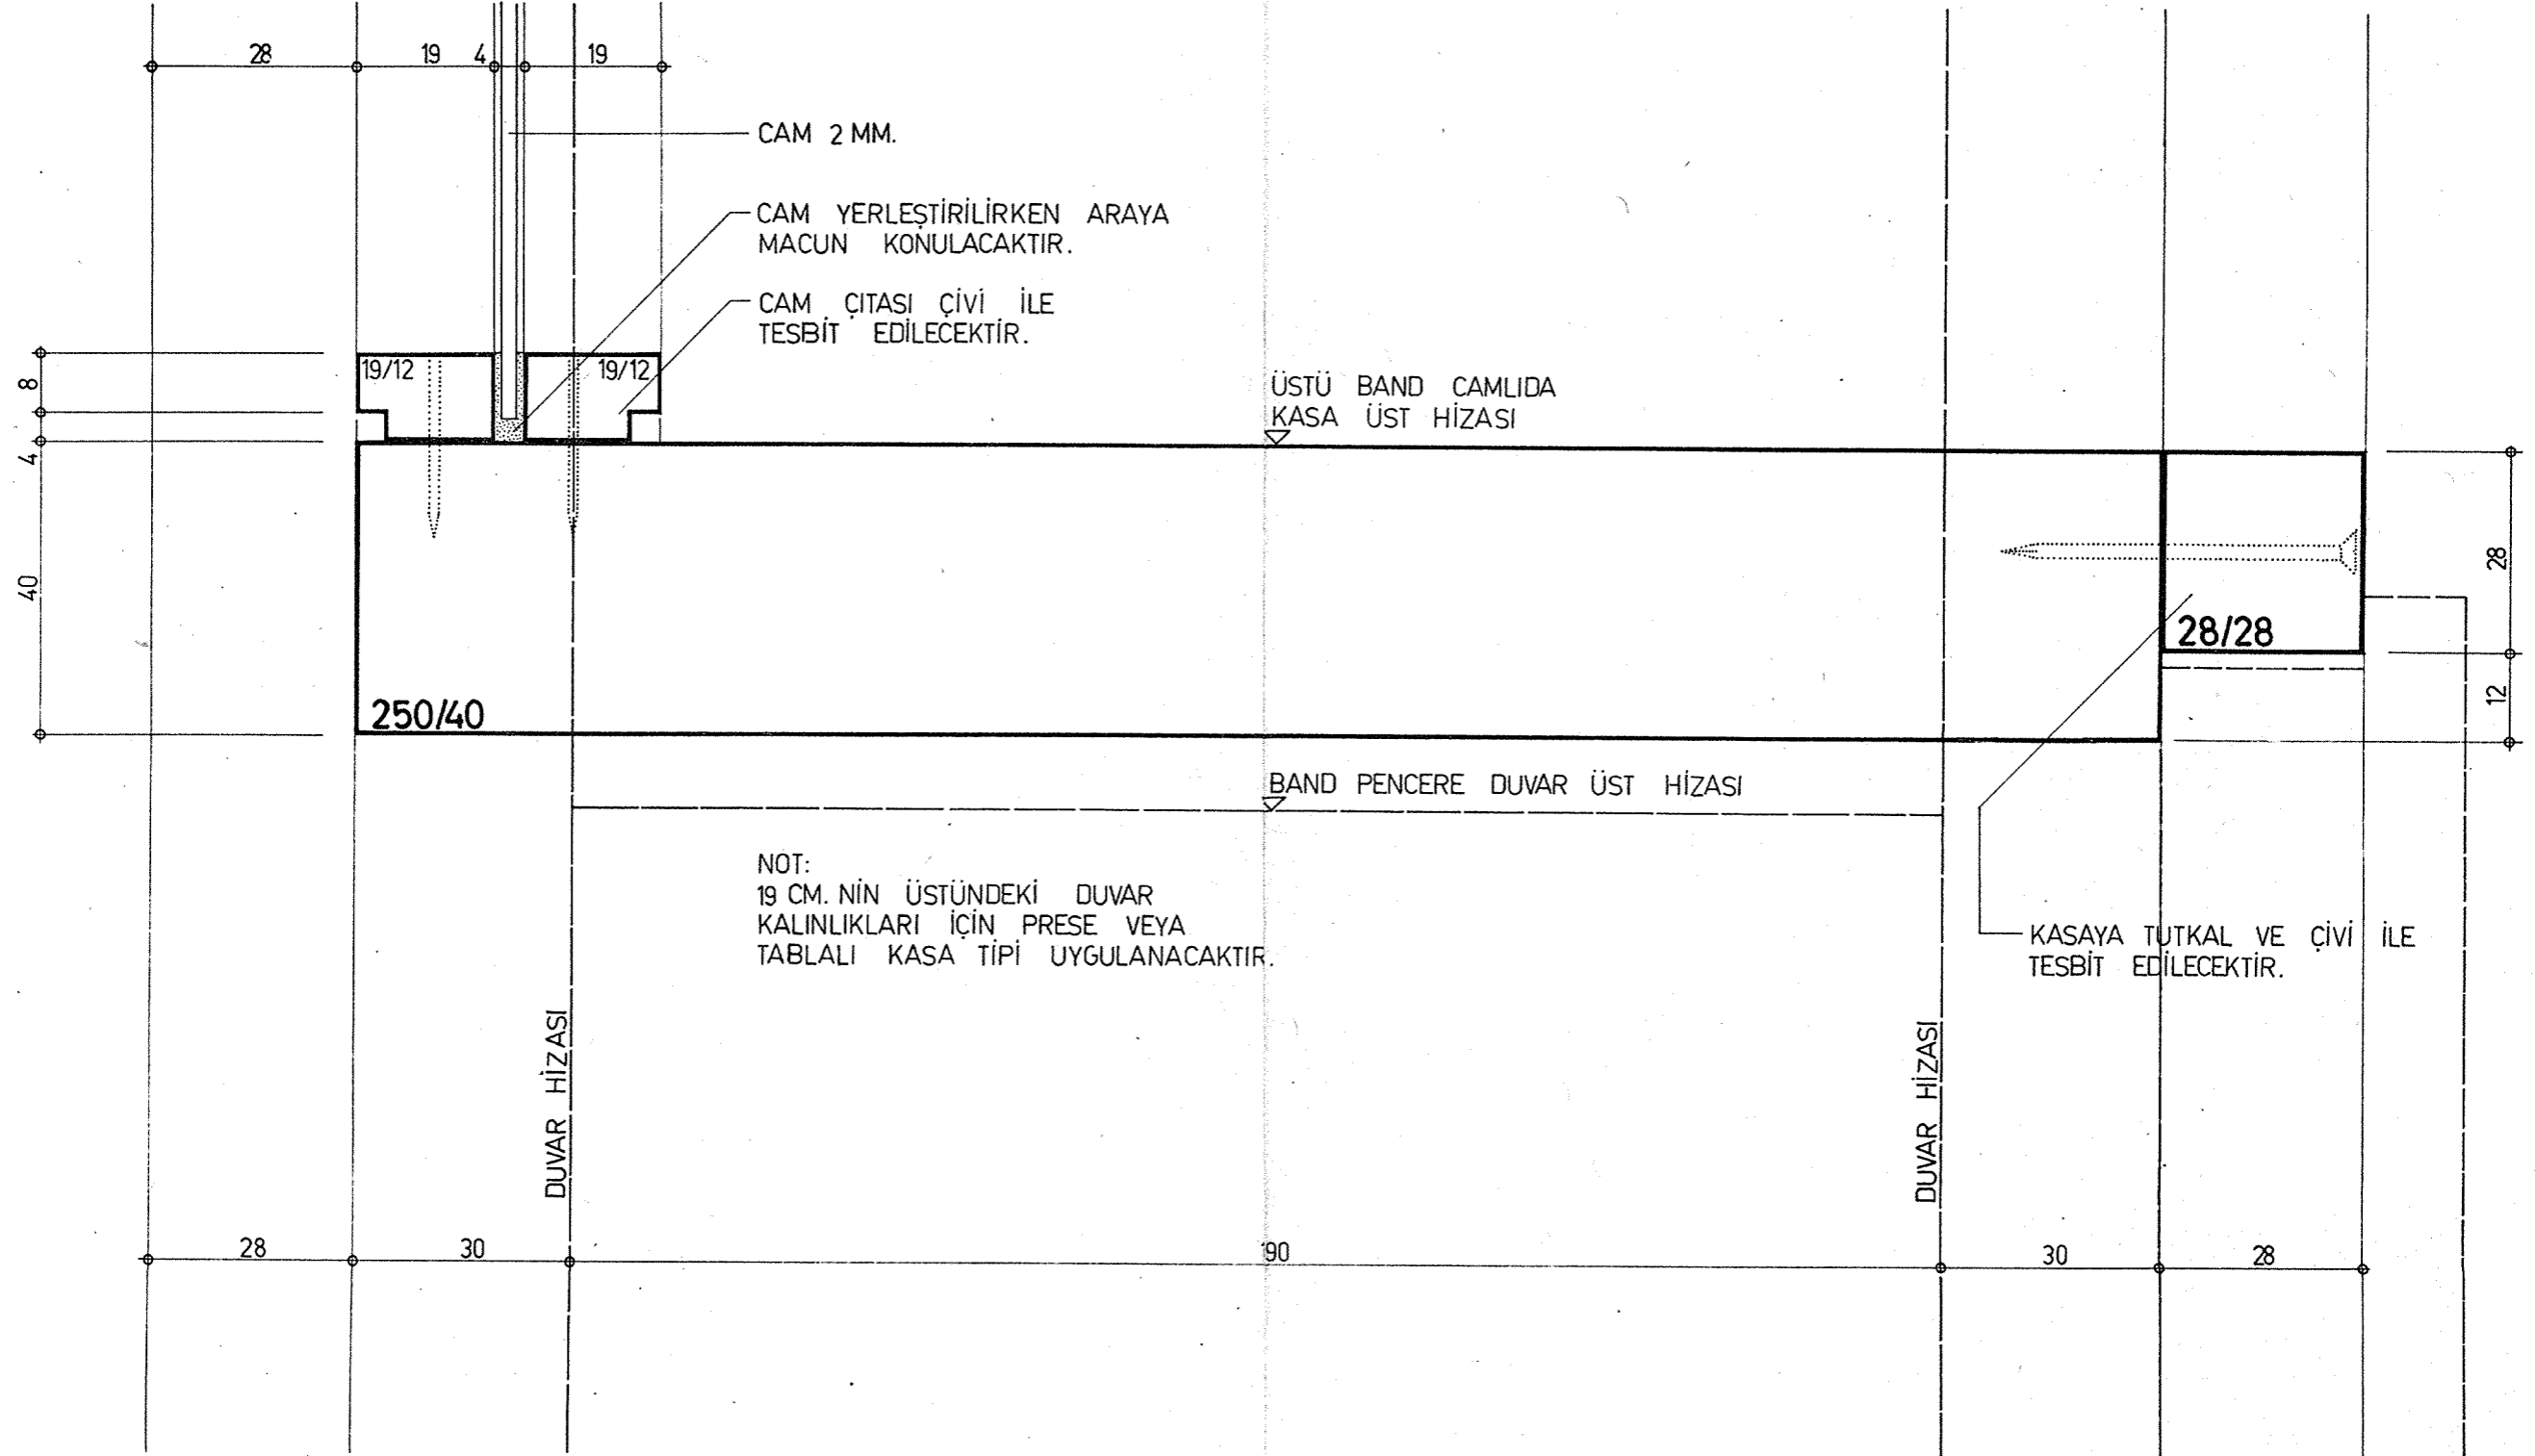 28 19 4 19
CAM 2 MM.
CAM YERLEŞTİRİLİRKEN ARAYA
MACUN KONULACAKTIR.
CAM ÇITASI ÇİVİ İLE
TESBİT EDİLECEKTİR.
19/12 19/12
8
4
40
ÜSTÜ BAND CAMLIDA
KASA ÜST HİZASI
28
12
28/28
250/40
BAND PENCERE DUVAR ÜST HİZASI
NOT:
19 CM. NİN ÜSTÜNDEKİ DUVAR
KALINLIKLARI İÇİN PRESE VEYA
TABLALI KASA TİPİ UYGULANACAKTIR.
KASAYA TUTKAL VE ÇİVİ İLE
TESBİT EDİLECEKTİR.
DUVAR HİZASI
DUVAR HİZASI
28 30 190 30 28